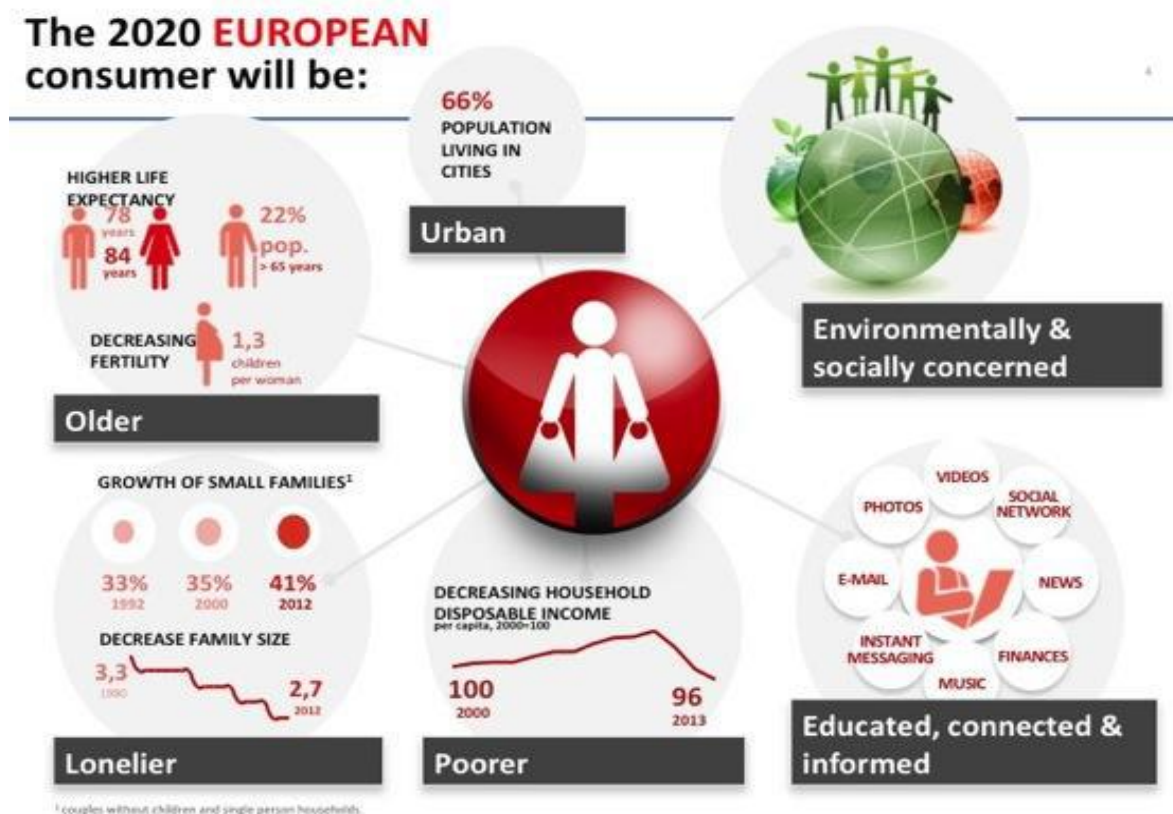 The 2020 EUROPEAN
consumer will be:
4
66%
POPULATION
LIVING IN
CITIES
Urban
HIGHER LIFE
EXPECTANCY
78
years
84
years
22%
pop.
> 65 years
DECREASING
FERTILITY
1,3
children
per woman
Older
Environmentally &
socially concerned
GROWTH OF SMALL FAMILIES¹
33%
1992
35%
2000
41%
2012
DECREASE FAMILY SIZE
3,3
1990
2,7
2012
Lonelier
DECREASING HOUSEHOLD
DISPOSABLE INCOME
per capita, 2000=100
100
2000
96
2013
Poorer
VIDEOS
PHOTOS
SOCIAL
NETWORK
E-MAIL
NEWS
INSTANT
MESSAGING
FINANCES
MUSIC
Educated, connected &
informed
¹ couples without children and single person households.